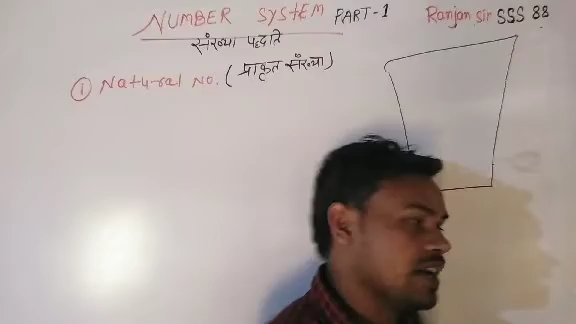 NUMBER SYSTEM PART-1 Ranjan sir SSS 88
संख्या पद्धति
① Natural No. (प्राकृत संख्या)